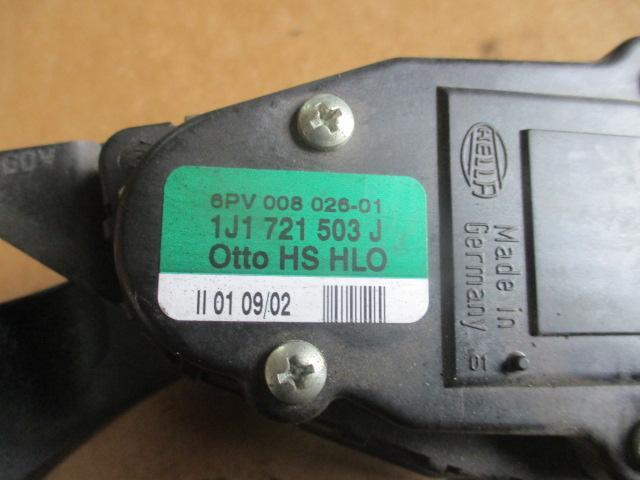 6PV 008 026-01
1J1 721 503 J
Otto HS HLO
II 01 09/02
HELLA
Made in
Germany